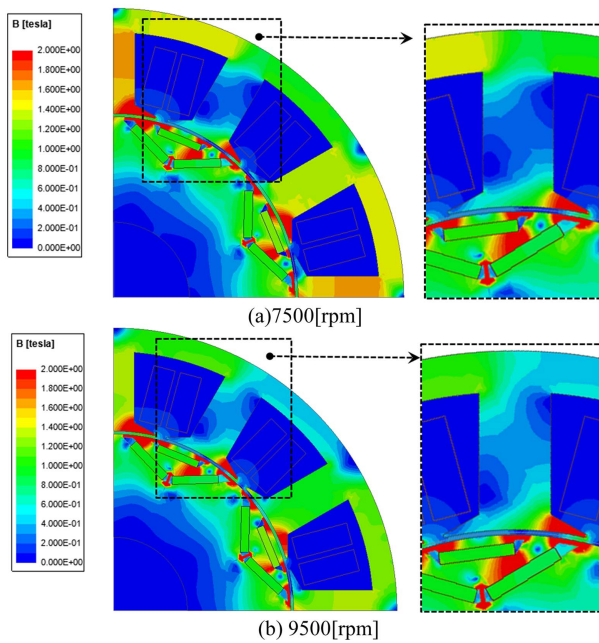 B [tesla]
2.000E+00
1.800E+00
1.600E+00
1.400E+00
1.200E+00
1.000E+00
8.000E-01
6.000E-01
4.000E-01
2.000E-01
0.000E+00
(a)7500[rpm]
B [tesla]
2.000E+00
1.800E+00
1.600E+00
1.400E+00
1.200E+00
1.000E+00
8.000E-01
6.000E-01
4.000E-01
2.000E-01
0.000E+00
(b) 9500[rpm]